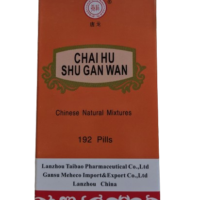 CHAI HU
SHU GAN WAN
Chinese Natural Mixtures
192 Pills
Lanzhou Taibao Pharmaceutical Co.,Ltd
Gansu Meheco Import&Export Co.,Ltd
Lanzhou China